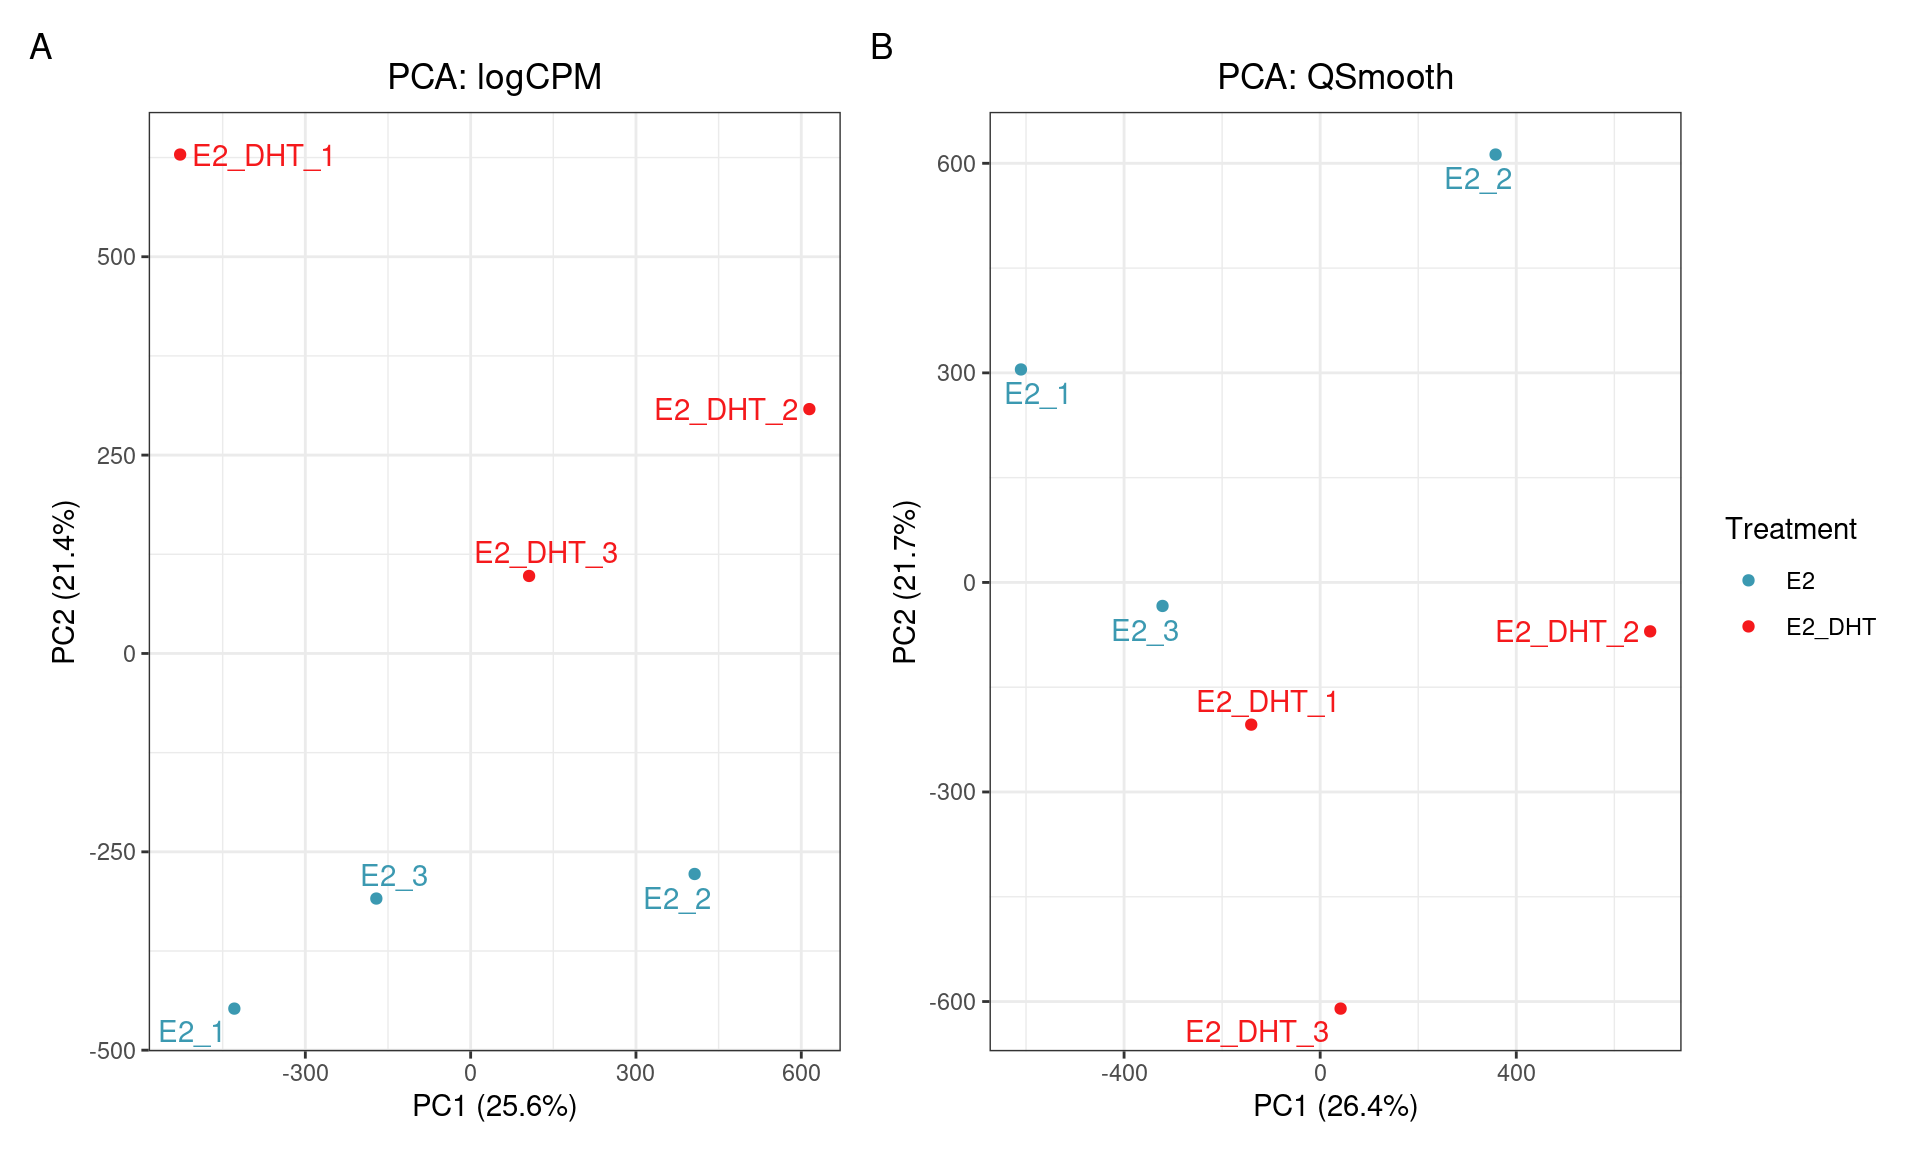 A
PCA: logCPM
E2_DHT_1
500
E2_DHT_2
250
E2_DHT_3
0
-250
E2_3
E2_2
E2_1
-500
-300
0
300
600
PC1 (25.6%)
PC2 (21.4%)
B
PCA: QSmooth
600
E2_2
300
E2_1
0
E2_3
E2_DHT_2
E2_DHT_1
-300
-600
E2_DHT_3
-400
0
400
PC1 (26.4%)
PC2 (21.7%)
Treatment
E2
E2_DHT